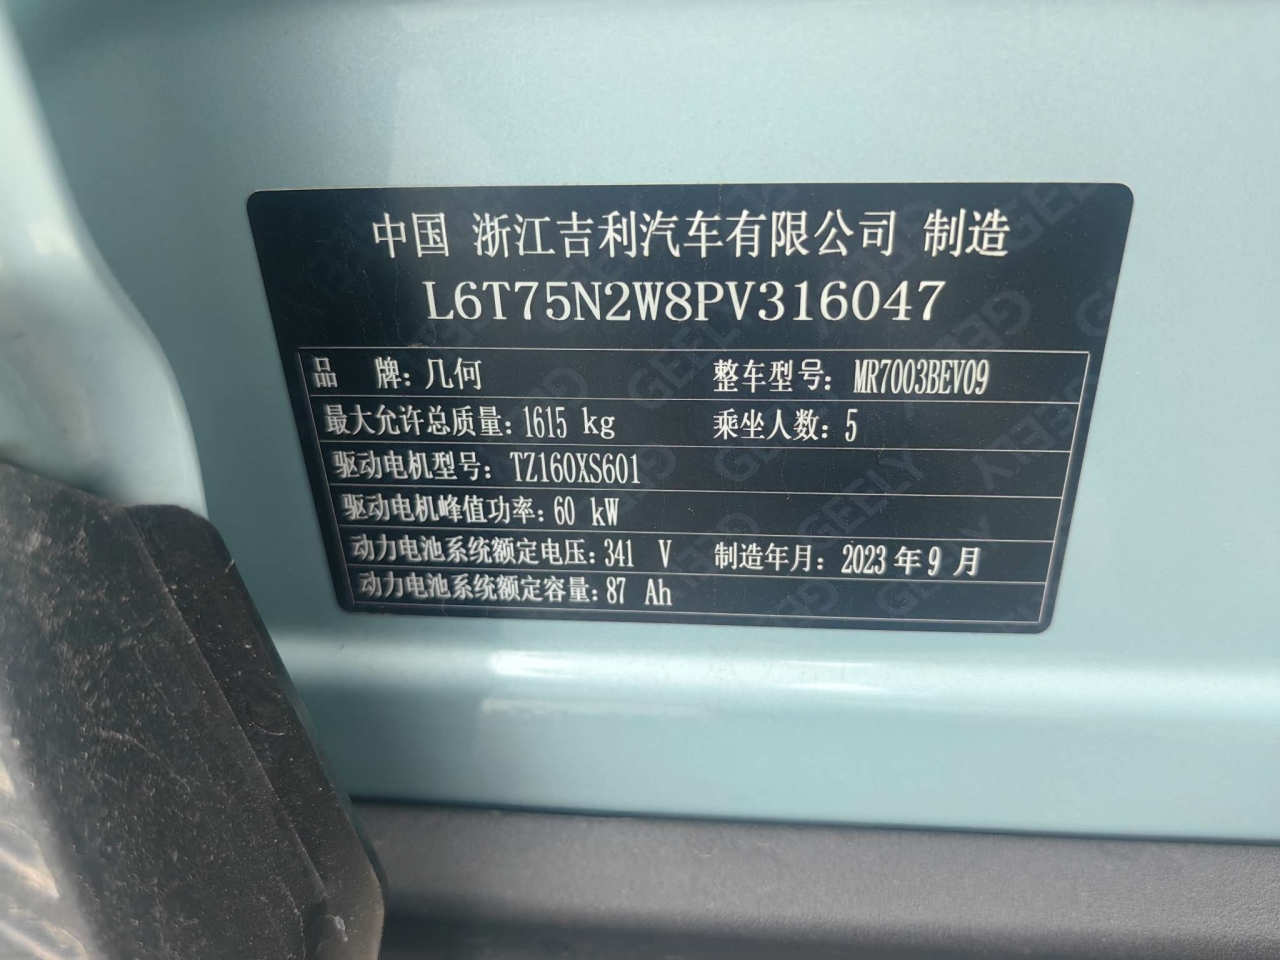 中国 浙江吉利汽车有限公司 制造
L6T75N2W8PV316047
品 牌: 几何 整车型号: MR7003BEV09
最大允许总质量: 1615 kg 乘坐人数: 5
驱动电机型号: TZ160XS601
驱动电机峰值功率: 60 kW
动力电池系统额定电压: 341 V 制造年月: 2023 年 9 月
动力电池系统额定容量: 87 Ah
GEELY